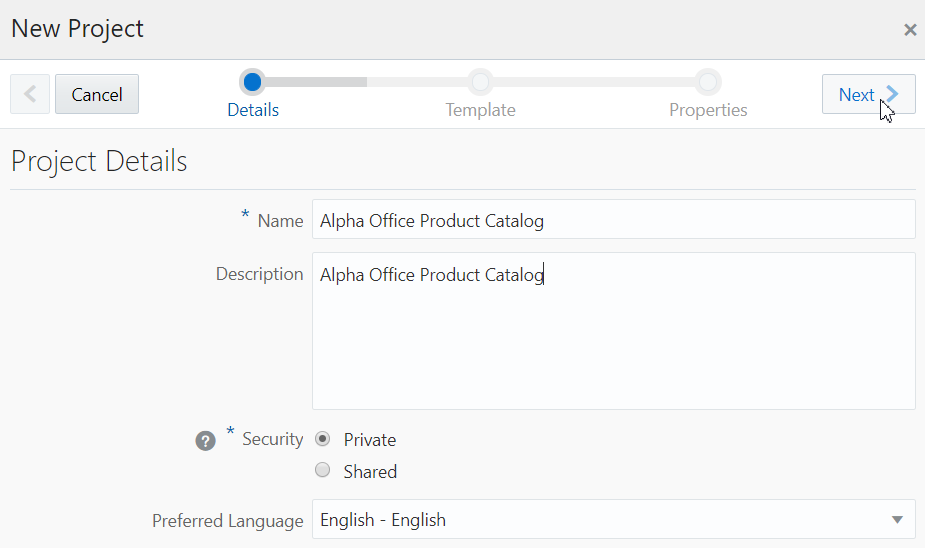 New Project
×
Cancel
Next
Details
Template
Properties
Project Details
* Name
Alpha Office Product Catalog
Description
Alpha Office Product Catalog
? * Security
Private
Shared
Preferred Language
English - English